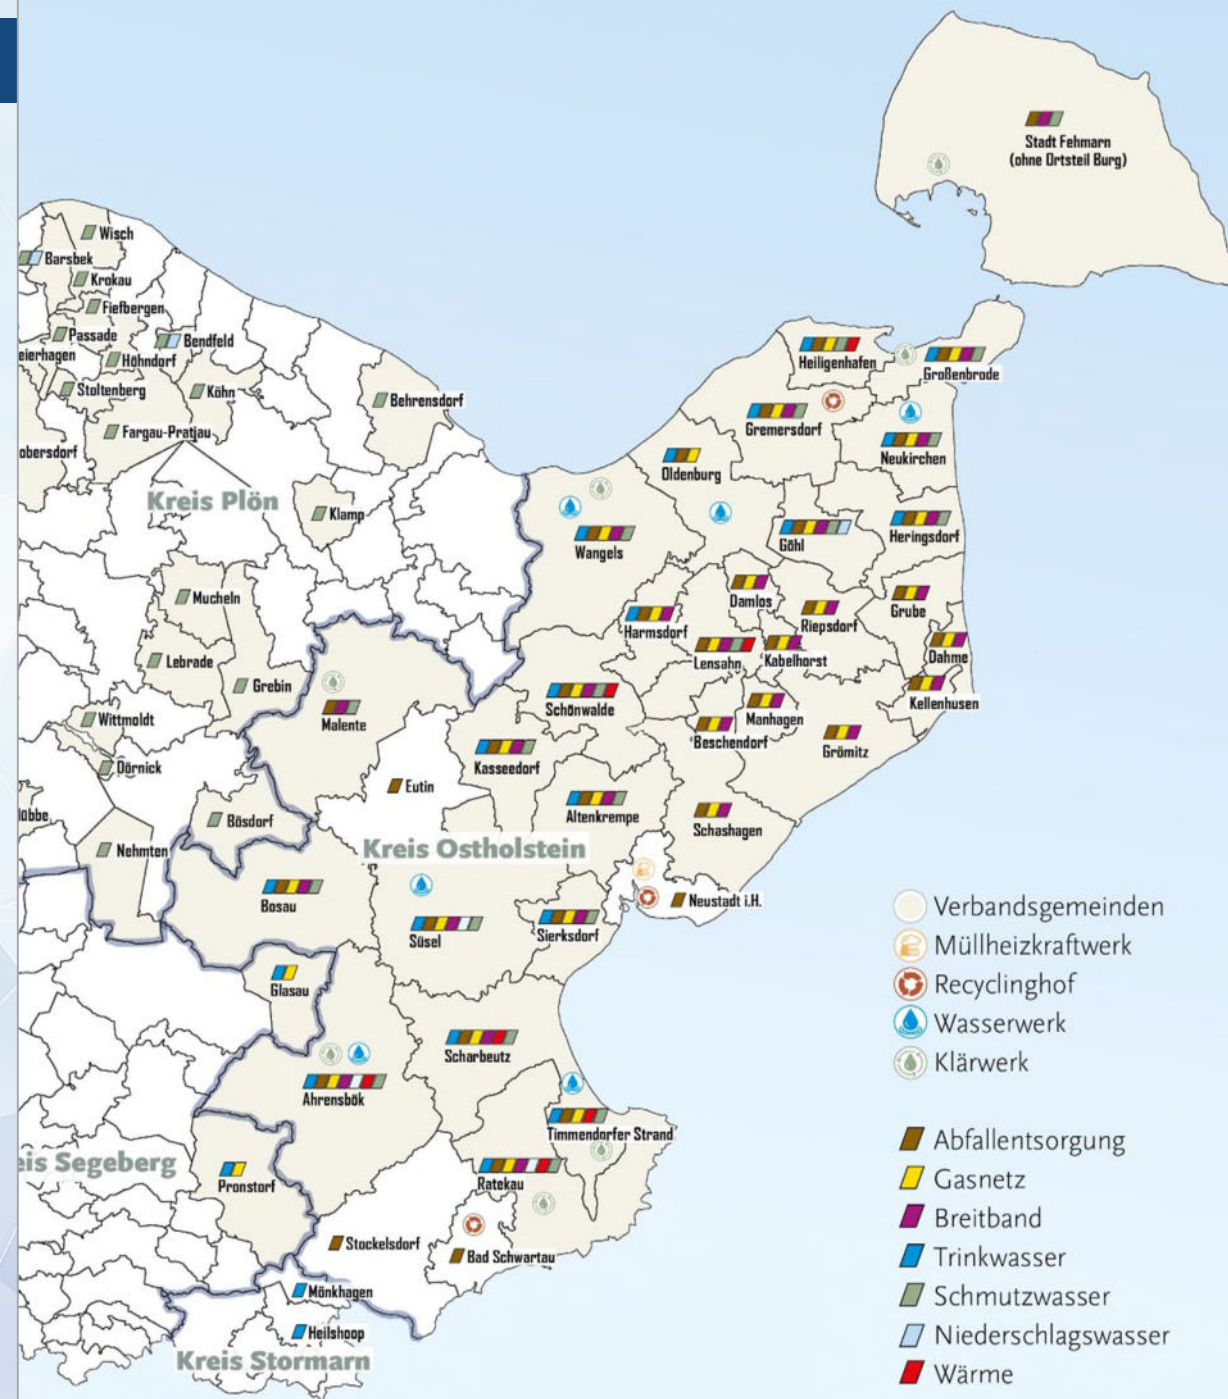 Stadt Fehmarn
(ohne Ortsteil Burg)
Wisch
Barsbek
Krokau
Fiefbergen
Passade
Bendfeld
eierhagen
Höhndorf
Stoltenberg
Köhn
Behrensdorf
Fargau-Pratjau
obersdorf
Kreis Plön
Klamp
Heiligenhafen
Großenbrode
Gremersdorf
Neukirchen
Oldenburg
Wangels
Göhl
Heringsdorf
Mucheln
Damlos
Grube
Harmsdorf
Riepsdorf
Lebrade
Lensahn
Kabelhorst
Dahme
Grebin
Kellenhusen
Malente
Schönwalde
Manhagen
Wittmoldt
Beschendorf
Grömitz
Dörnick
Kasseedorf
Eutin
Altenkrempe
Schashagen
Bösdorf
Nehmten
Kreis Ostholstein
Bosau
Neustadt i.H.
Süsel
Sierksdorf
Glasau
Scharbeutz
Ahrensbök
Timmendorfer Strand
eis Segeberg
Pronstorf
Ratekau
Stockelsdorf
Bad Schwartau
Mönkhagen
Heilshoop
Kreis Stormarn
Verbandsgemeinden
Müllheizkraftwerk
Recyclinghof
Wasserwerk
Klärwerk
Abfallentsorgung
Gasnetz
Breitband
Trinkwasser
Schmutzwasser
Niederschlagswasser
Wärme